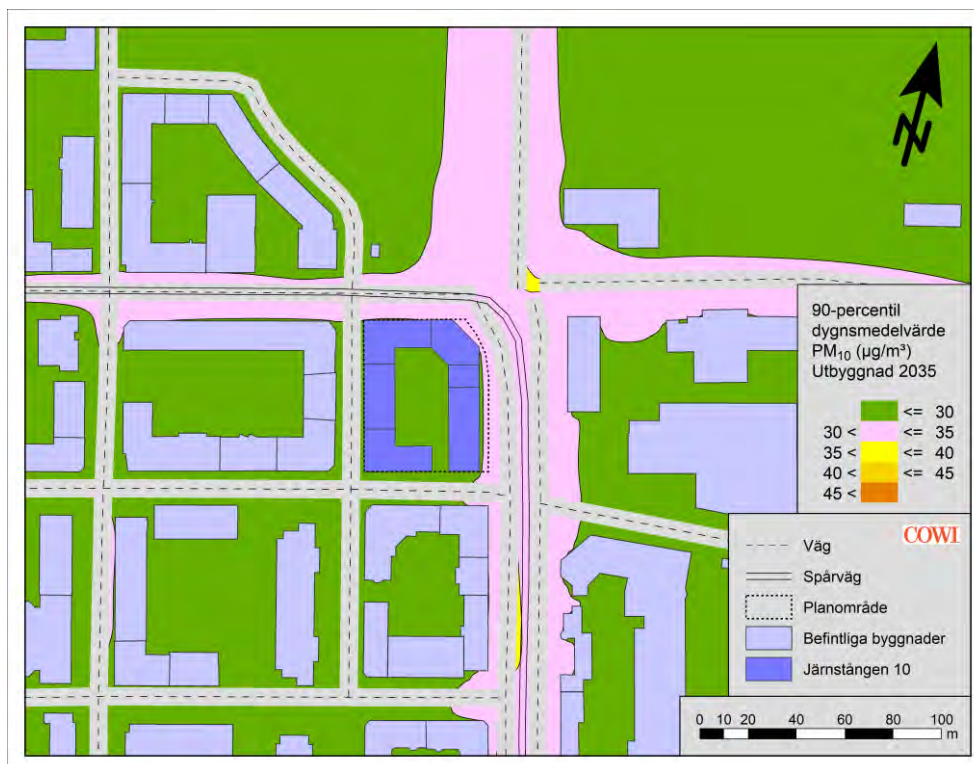 N
90-percentil
dygnsmedelvärde
PM₁₀ (µg/m³)
Utbyggnad 2035
<= 30
30 < <= 35
35 < <= 40
40 < <= 45
45 <
COWI
Väg
Spårväg
Planområde
Befintliga byggnader
Järnstången 10
0 10 20 40 60 80 100
m